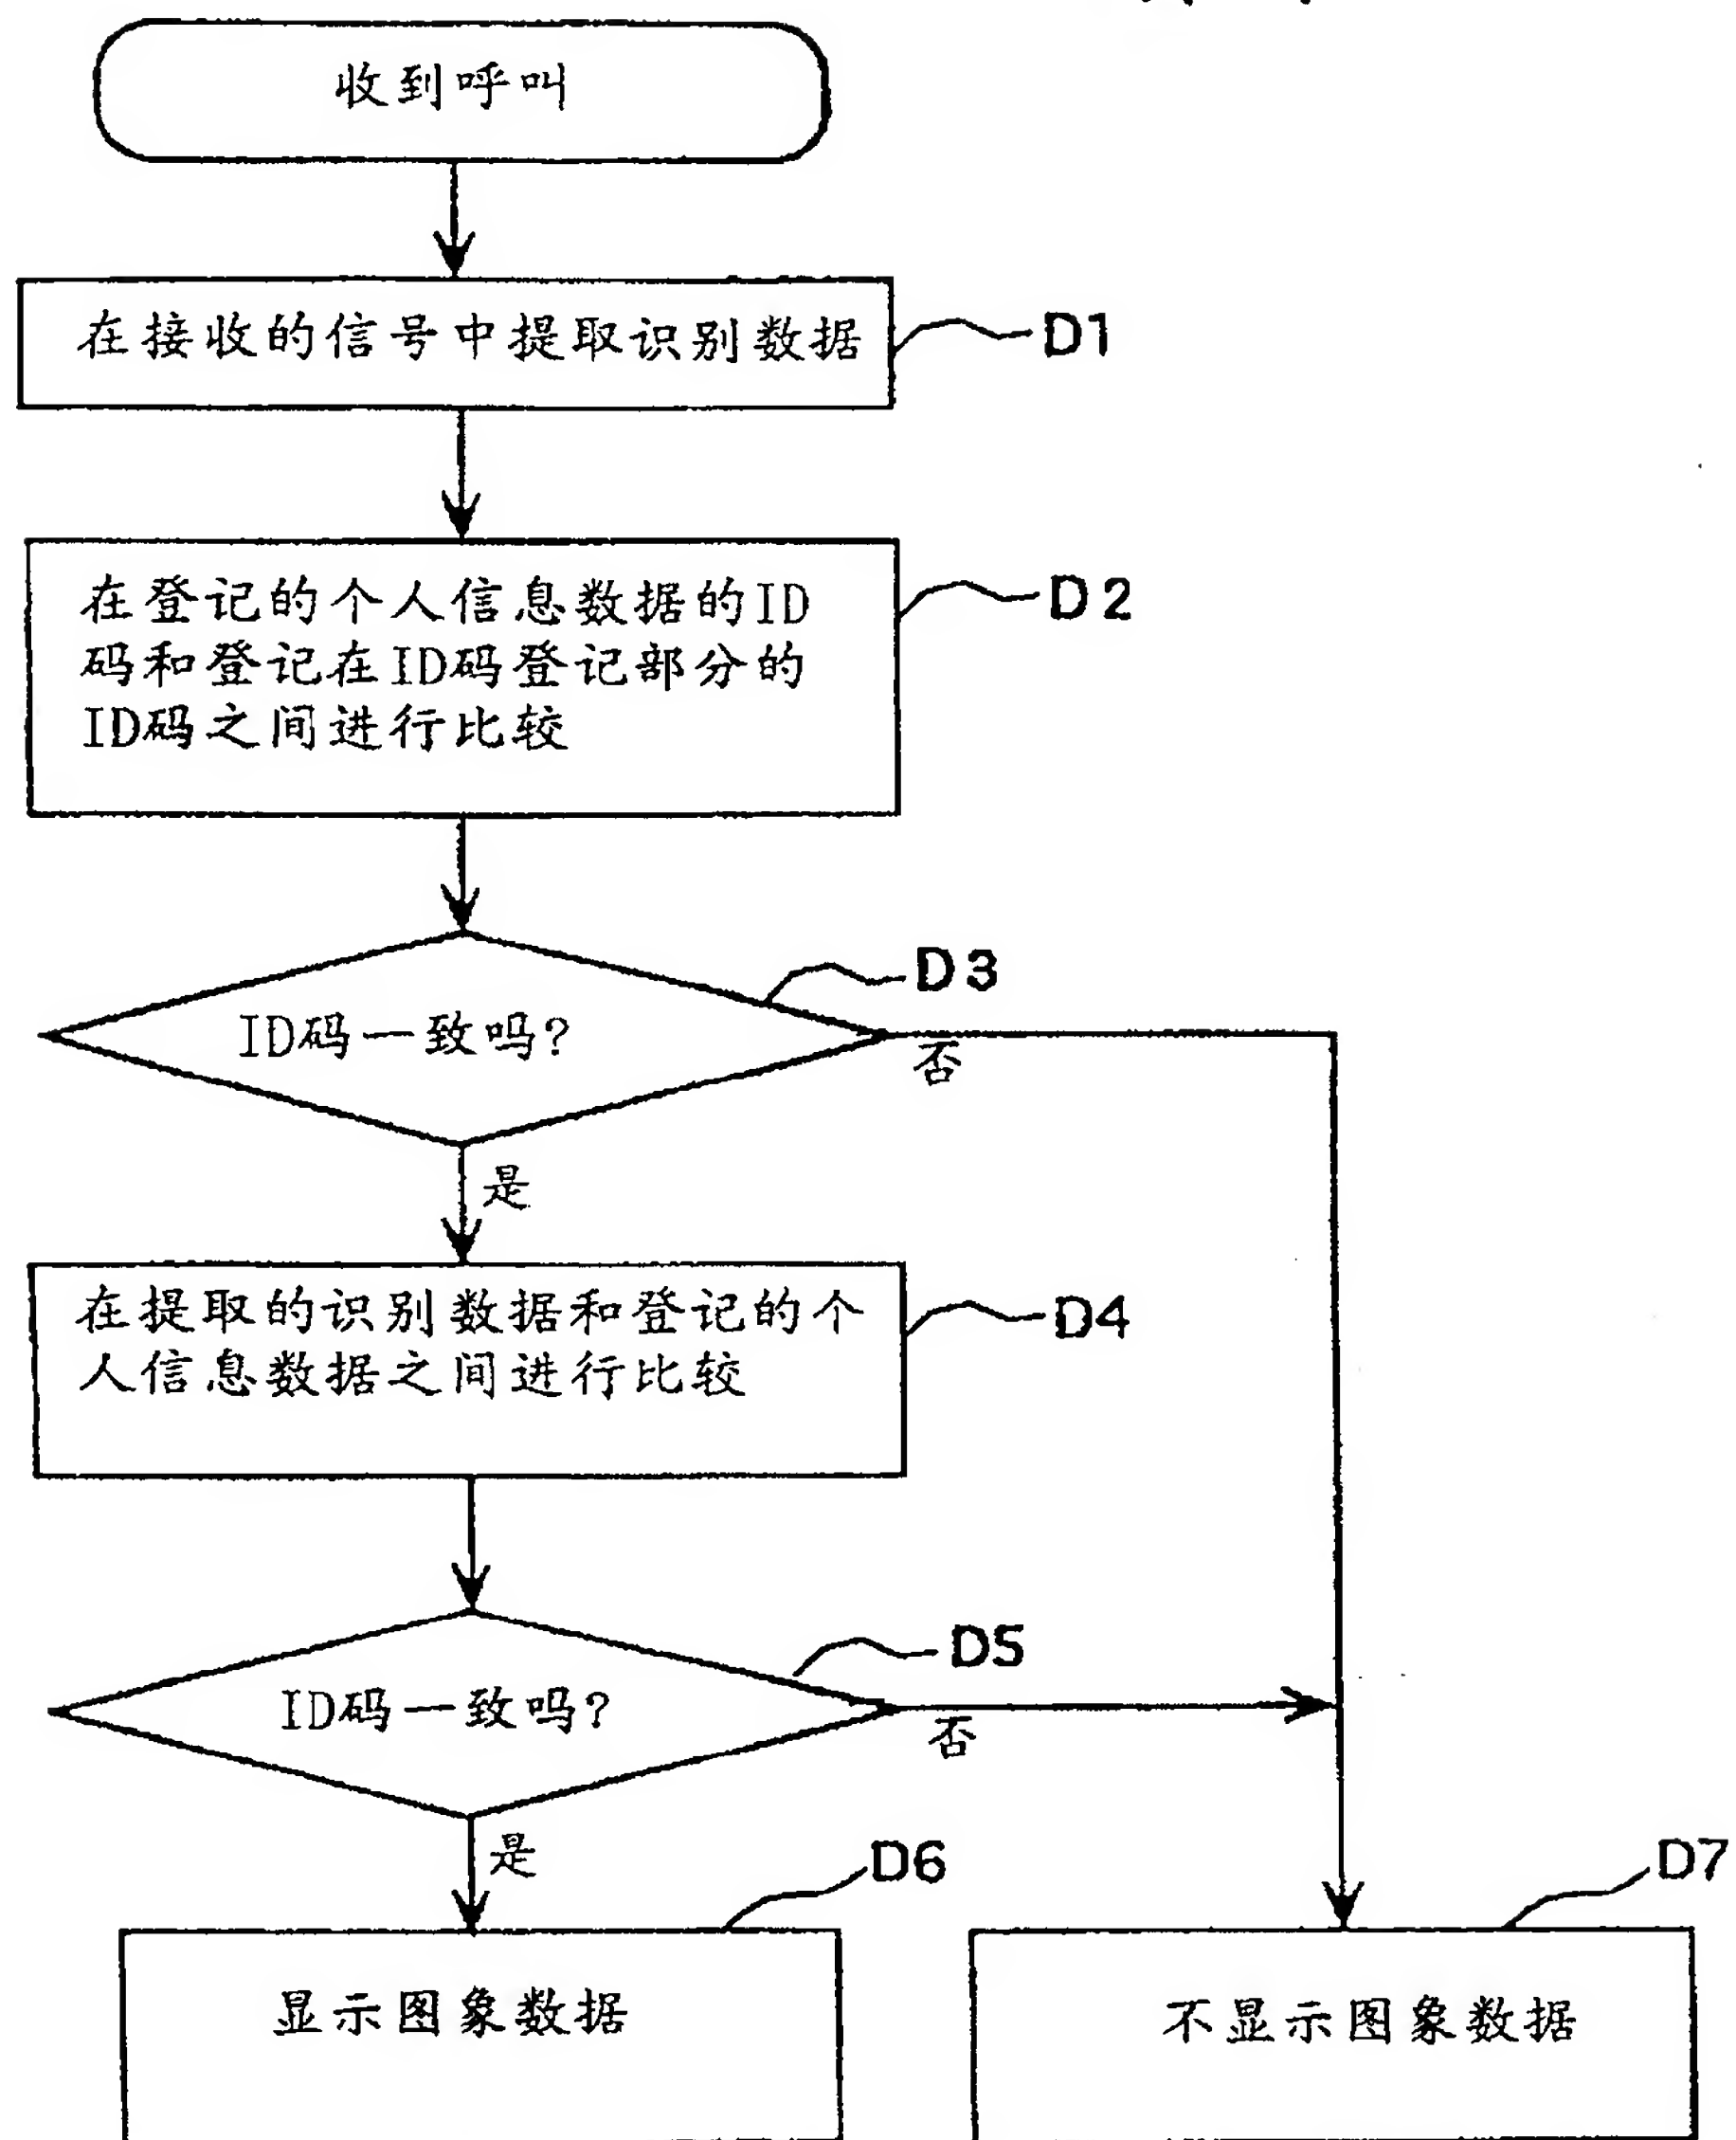 收到呼叫
在接收的信号中提取识别数据
D1
在登记的个人信息数据的ID
码和登记在ID码登记部分的
ID码之间进行比较
D2
D3
ID码一致吗?
否
是
在提取的识别数据和登记的个
人信息数据之间进行比较
D4
D5
ID码一致吗?
否
是
D6
D7
显示图象数据
不显示图象数据